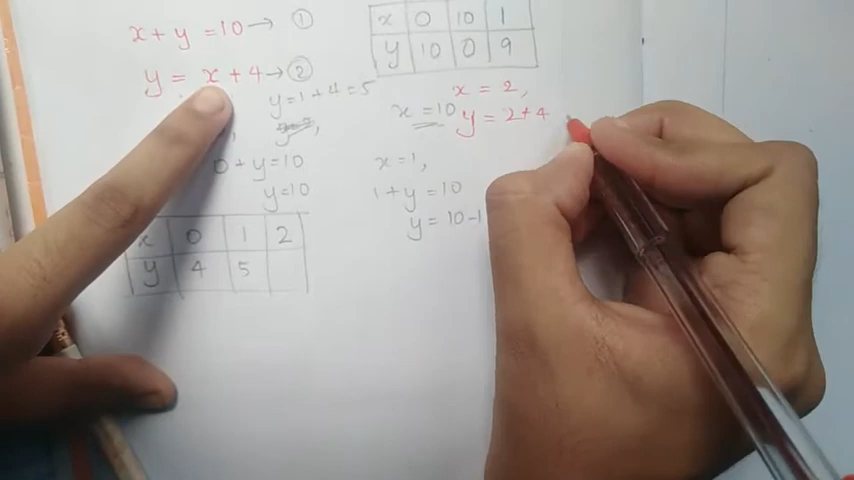 x + y = 10 → ①
y = x + 4 → ②
x 0 10 1
y 10 0 9
y = 1 + 4 = 5
x = 10
x = 2,
y = 2 + 4
0 + y = 10
y = 10
x = 1,
1 + y = 10
y = 10 - 1
x 0 1 2
y 4 5